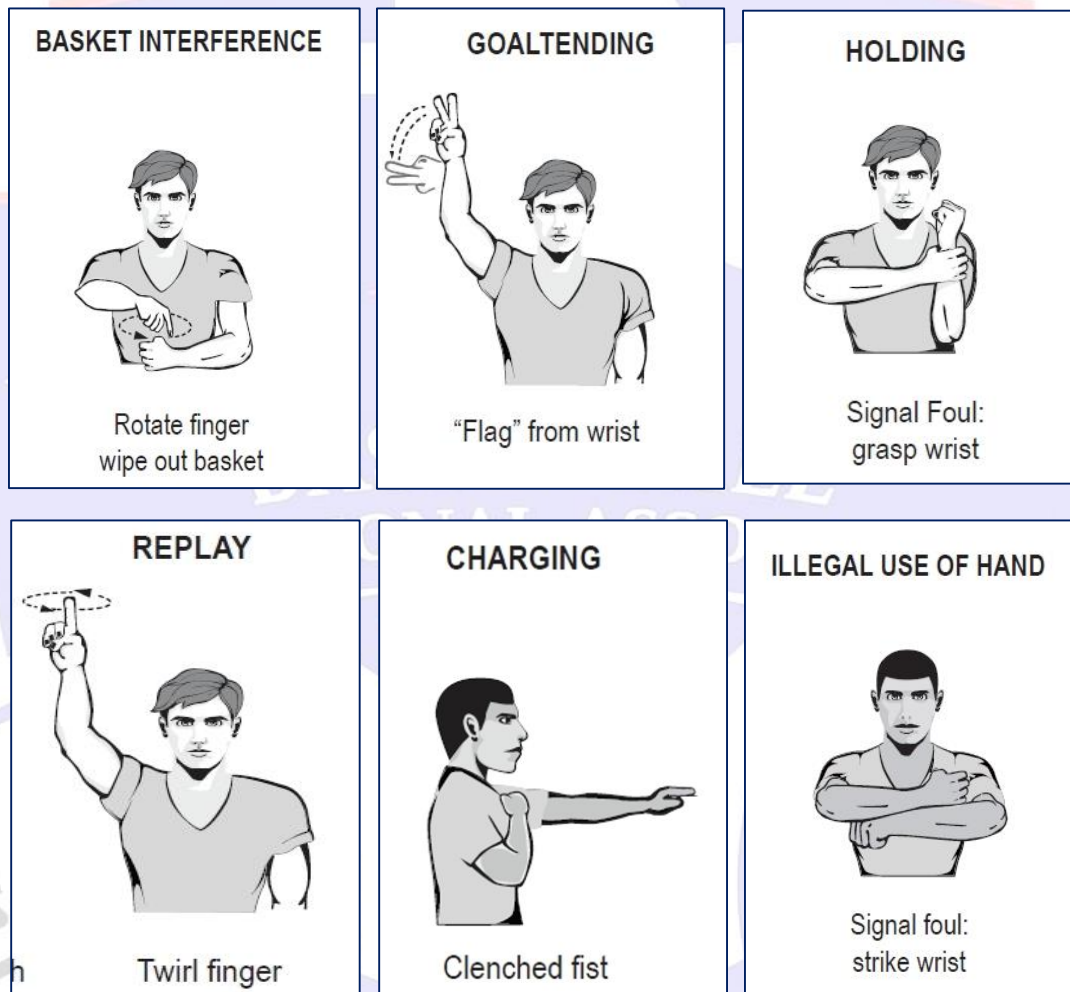 BASKET INTERFERENCE
Rotate finger
wipe out basket
GOALTENDING
“Flag” from wrist
HOLDING
Signal Foul:
grasp wrist
REPLAY
h
Twirl finger
CHARGING
Clenched fist
ILLEGAL USE OF HAND
Signal foul:
strike wrist